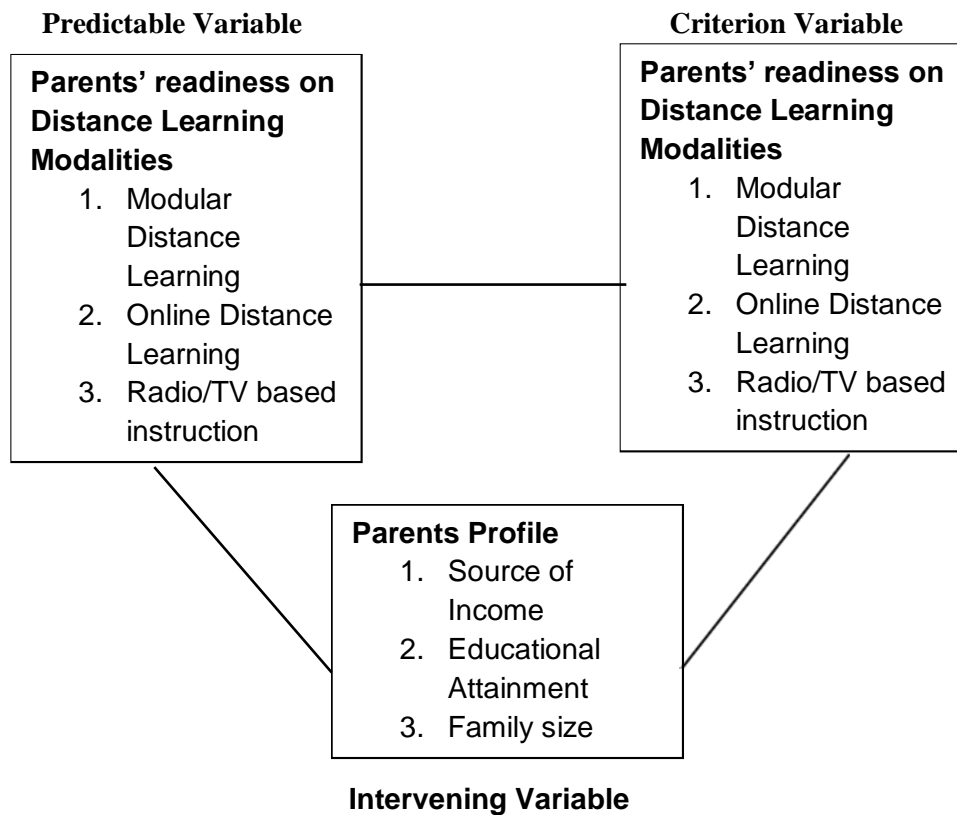 Predictable Variable
Parents’ readiness on
Distance Learning
Modalities
1. Modular
Distance
Learning
2. Online Distance
Learning
3. Radio/TV based
instruction
Criterion Variable
Parents’ readiness on
Distance Learning
Modalities
1. Modular
Distance
Learning
2. Online Distance
Learning
3. Radio/TV based
instruction
Parents Profile
1. Source of
Income
2. Educational
Attainment
3. Family size
Intervening Variable